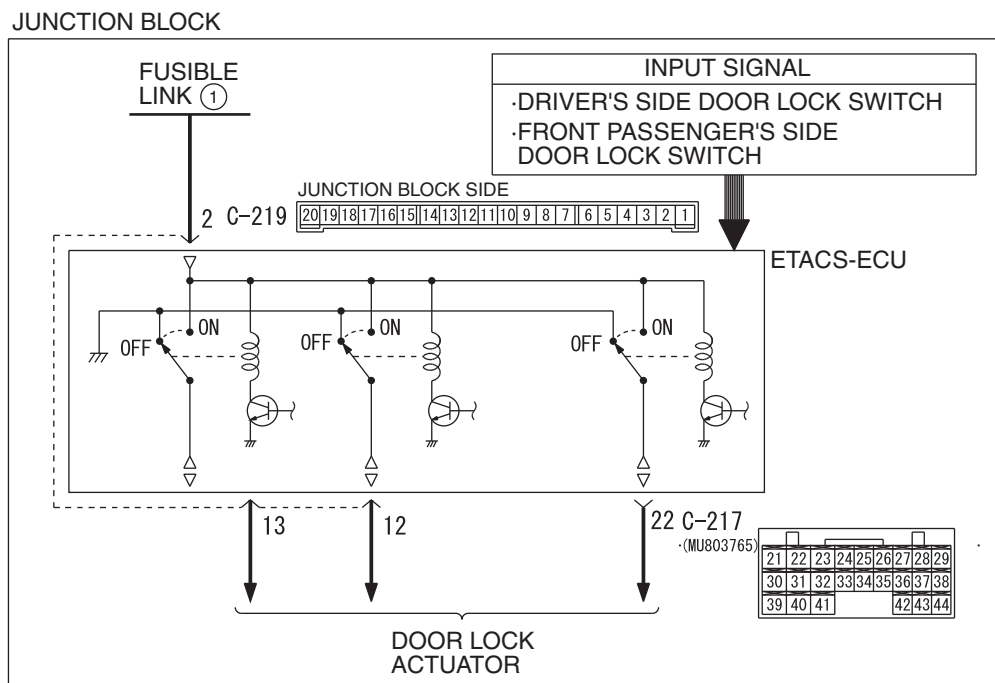 JUNCTION BLOCK
FUSIBLE
LINK ①
INPUT SIGNAL
·DRIVER'S SIDE DOOR LOCK SWITCH
·FRONT PASSENGER'S SIDE
DOOR LOCK SWITCH
JUNCTION BLOCK SIDE
2 C-219
20 19 18 17 16 15 14 13 12 11 10 9 8 7 6 5 4 3 2 1
ETACS-ECU
OFF ON OFF ON OFF ON
13 12 22 C-217
·(MU803765)
21 22 23 24 25 26 27 28 29
30 31 32 33 34 35 36 37 38
39 40 41 42 43 44
DOOR LOCK
ACTUATOR